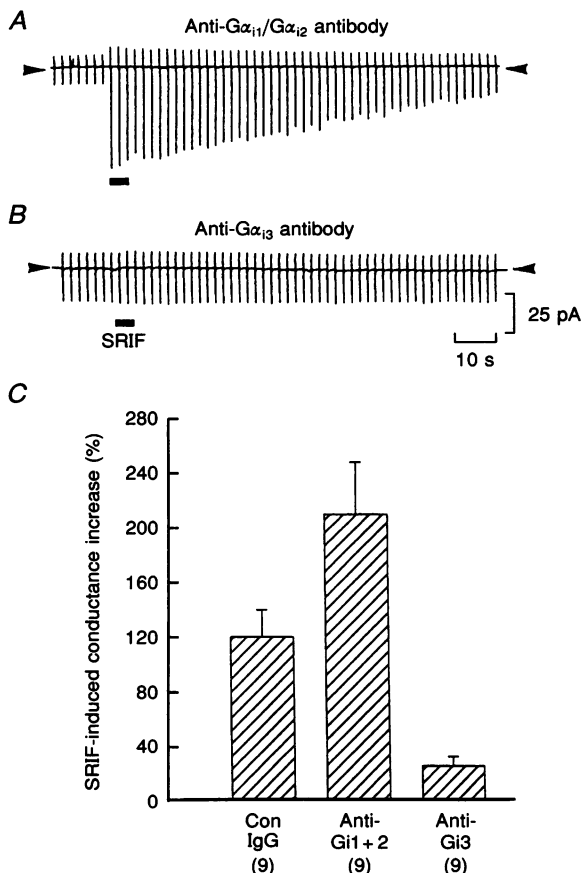 A
Anti-Gαi1/Gαi2 antibody
B
Anti-Gαi3 antibody
SRIF
25 pA
10 s
C
SRIF-induced conductance increase (%)
280
240
200
160
120
80
40
0
Con IgG (9)
Anti-Gi1+2 (9)
Anti-Gi3 (9)